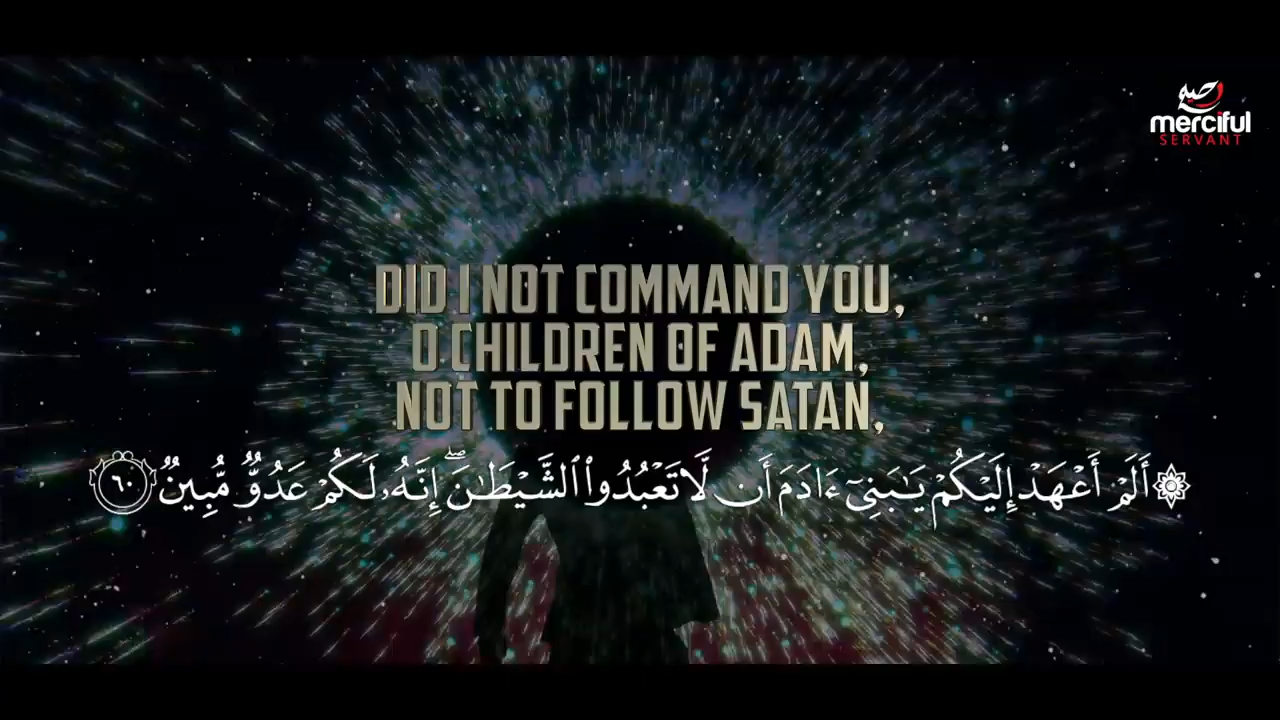 merciful
SERVANT
DID I NOT COMMAND YOU,
O CHILDREN OF ADAM,
NOT TO FOLLOW SATAN,
۞ أَلَمْ أَعْهَدْ إِلَيْكُمْ يَـٰبَنِىٓ ءَادَمَ أَن لَّا تَعْبُدُوا۟ ٱلشَّيْطَـٰنَ ۖ إِنَّهُۥ لَكُمْ عَدُوٌّ مُّبِينٌ ٦٠